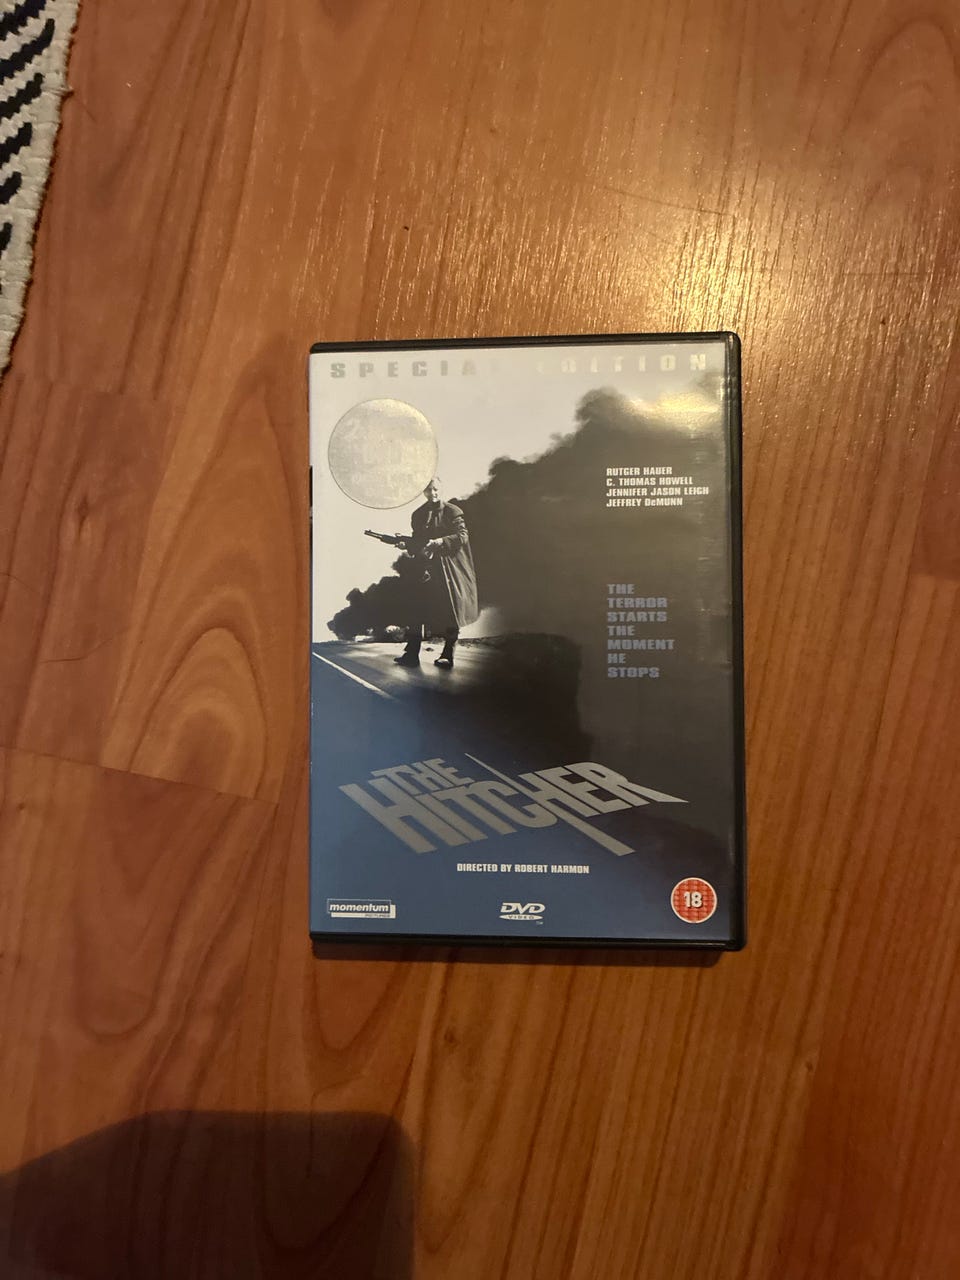 SPECIAL EDITION
RUTGER HAUER
C. THOMAS HOWELL
JENNIFER JASON LEIGH
JEFFREY DeMUNN
THE
TERROR
STARTS
THE
MOMENT
HE
STOPS
THE
HITCHER
DIRECTED BY ROBERT HARMON
momentum
PICTURES
DVD
VIDEO
18